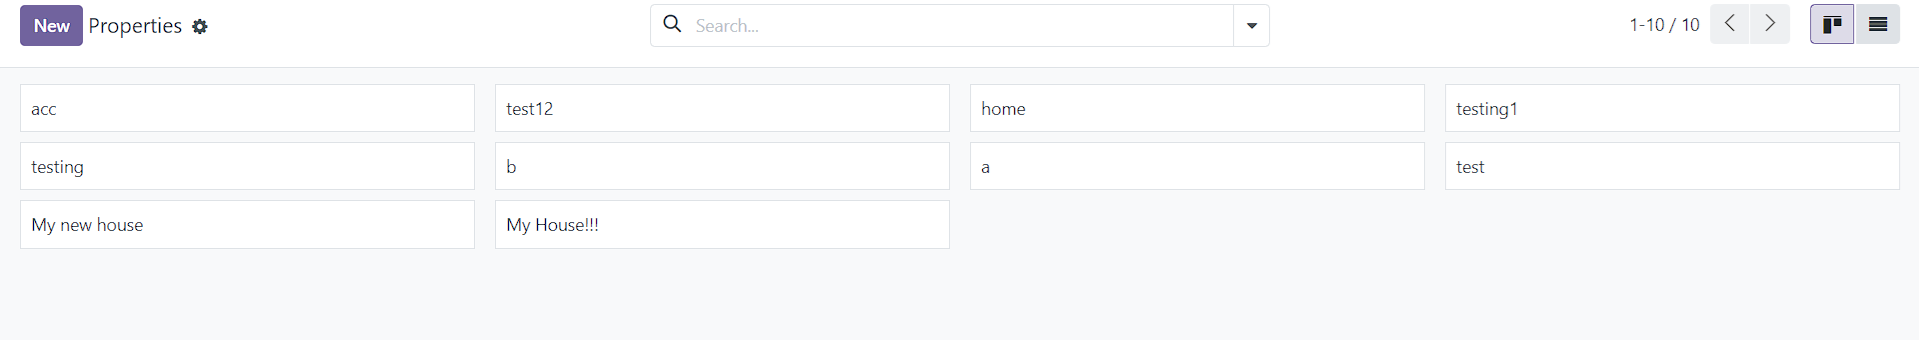 New Properties Search... 1-10 / 10
acc test12 home testing1
testing b a test
My new house My House!!!